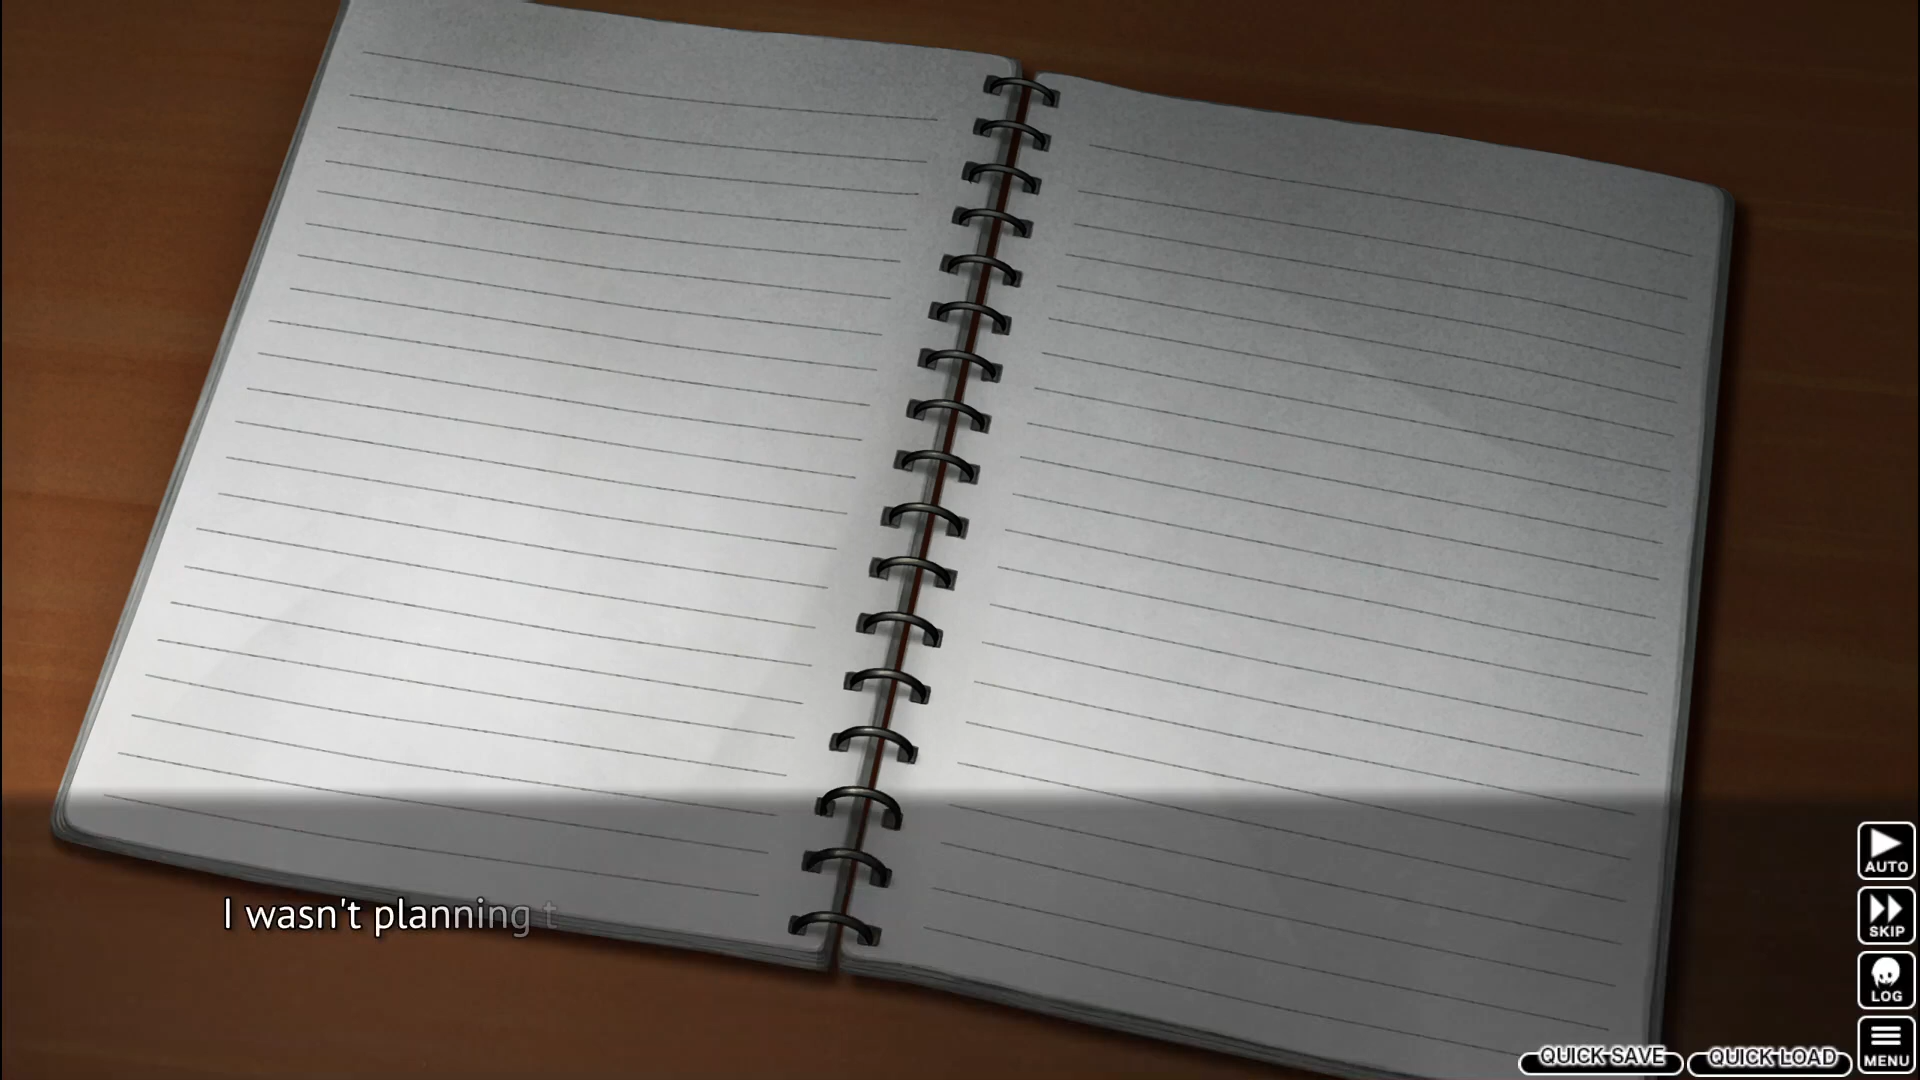 I wasn't planning t
AUTO
SKIP
LOG
MENU
QUICK SAVE
QUICK LOAD